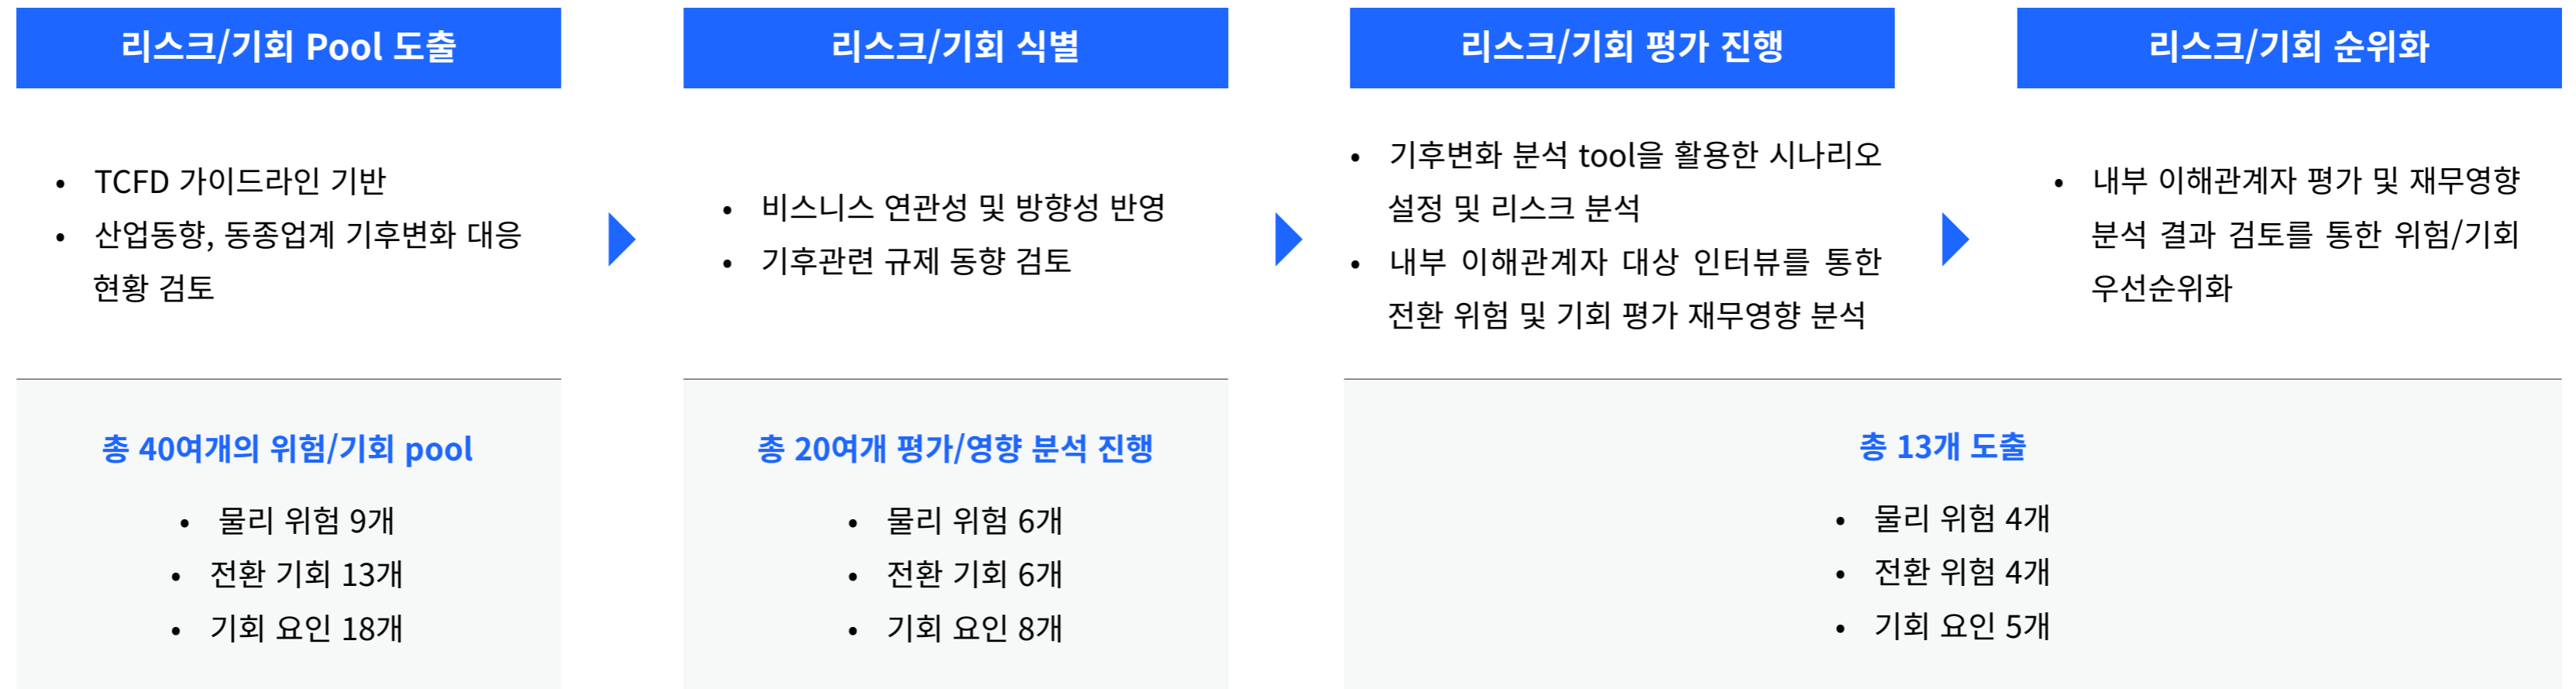 리스크/기회 Pool 도출
• TCFD 가이드라인 기반
• 산업동향, 동종업계 기후변화 대응
현황 검토
총 40여개의 위험/기회 pool
• 물리 위험 9개
• 전환 기회 13개
• 기회 요인 18개
리스크/기회 식별
• 비스니스 연관성 및 방향성 반영
• 기후관련 규제 동향 검토
총 20여개 평가/영향 분석 진행
• 물리 위험 6개
• 전환 기회 6개
• 기회 요인 8개
리스크/기회 평가 진행
• 기후변화 분석 tool을 활용한 시나리오
설정 및 리스크 분석
• 내부 이해관계자 대상 인터뷰를 통한
전환 위험 및 기회 평가 재무영향 분석
리스크/기회 순위화
• 내부 이해관계자 평가 및 재무영향
분석 결과 검토를 통한 위험/기회
우선순위화
총 13개 도출
• 물리 위험 4개
• 전환 위험 4개
• 기회 요인 5개